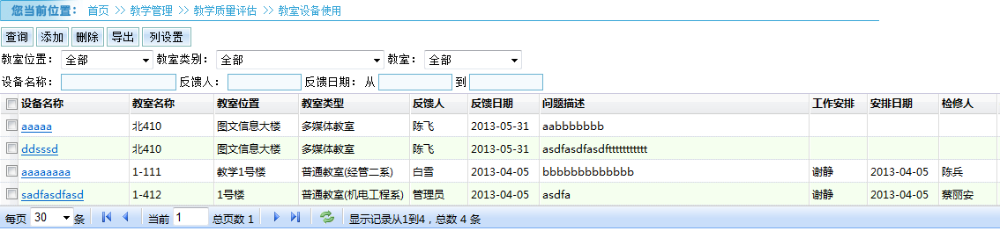 您当前位置： 首页 >> 教学管理 >> 教学质量评估 >> 教室设备使用
查询 添加 删除 导出 列设置
教室位置： 全部 教室类别： 全部 教室： 全部
设备名称： 反馈人： 反馈日期： 从 到
设备名称 教室名称 教室位置 教室类型 反馈人 反馈日期 问题描述 工作安排 安排日期 检修人
aaaaa 北410 图文信息大楼 多媒体教室 陈飞 2013-05-31 aabbbbbbb
ddsssd 北410 图文信息大楼 多媒体教室 陈飞 2013-05-31 asdfasdfasdfttttttttttt
aaaaaaaa 1-111 教学1号楼 普通教室(经管二系) 白雪 2013-04-05 bbbbbbbbbbbbb 谢静 2013-04-05 陈兵
sadfasdfasd 1-412 1号楼 普通教室(机电工程系) 管理员 2013-04-05 asdfa 谢静 2013-04-05 蔡丽安
每页 30 条 当前 1 总页数 1 显示记录从1到4，总数 4 条